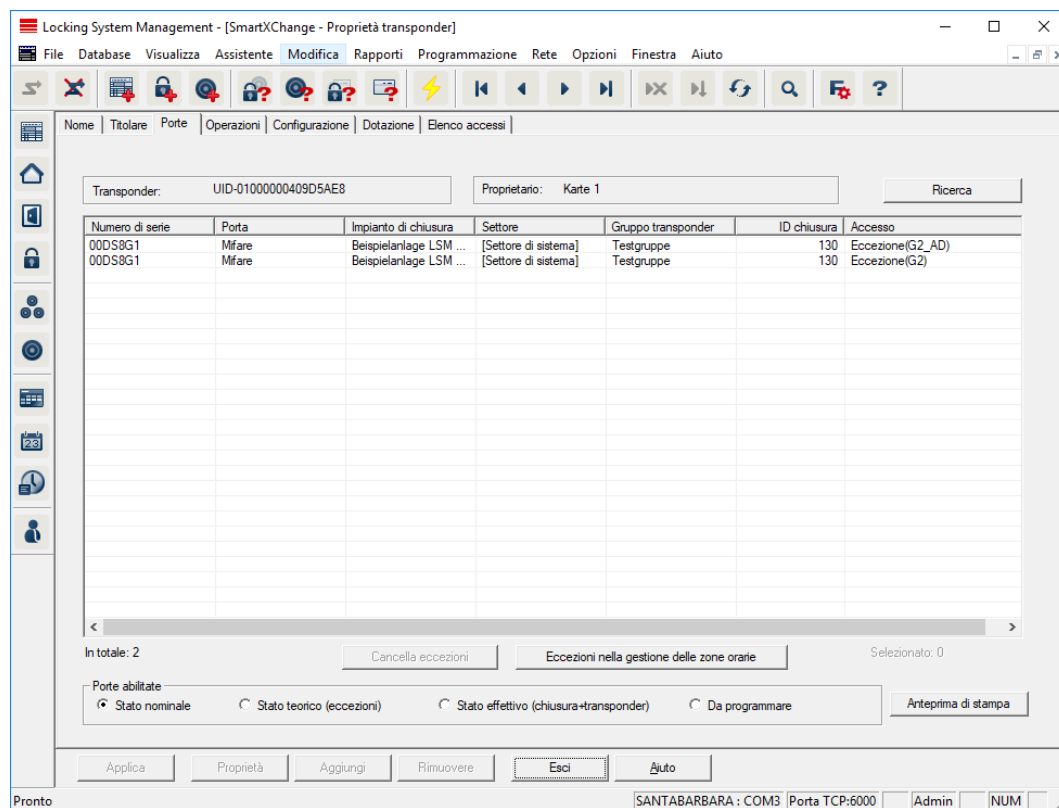 Locking System Management - [SmartXChange - Proprietà transponder]
File Database Visualizza Assistente Modifica Rapporti Programmazione Rete Opzioni Finestra Aiuto
Nome Titolare Porte Operazioni Configurazione Dotazione Elenco accessi
Transponder: UID-01000000409D5AE8 Proprietario: Karte 1 Ricerca
Numero di serie Porta Impianto di chiusura Settore Gruppo transponder ID chiusura Accesso
00DS8G1 Mifare Beispielanlage LSM ... [Settore di sistema] Testgruppe 130 Eccezione(G2_AD)
00DS8G1 Mifare Beispielanlage LSM ... [Settore di sistema] Testgruppe 130 Eccezione(G2)
In totale: 2 Cancella eccezioni Eccezioni nella gestione delle zone orarie Selezionato: 0
Porte abilitate
Stato nominale Stato teorico (eccezioni) Stato effettivo (chiusura+transponder) Da programmare Anteprima di stampa
Applica Proprietà Aggiungi Rimuovere Esci Aiuto
Pronto SANTABARBARA : COM3 Porta TCP:6000 Admin NUM